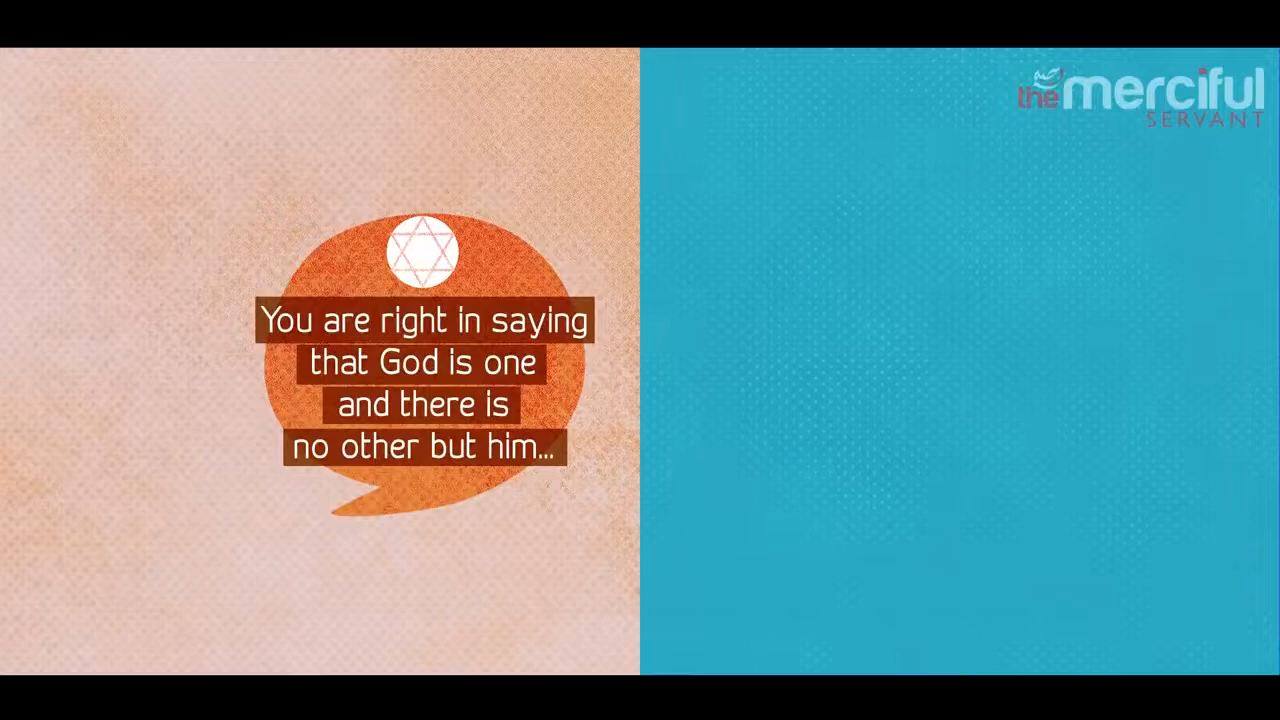 You are right in saying
that God is one
and there is
no other but him...
the merciful
SERVANT